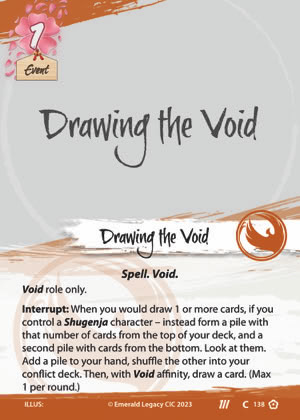 1
Event
Drawing the Void
Drawing the Void
Spell. Void.
Void role only.
Interrupt: When you would draw 1 or more cards, if you
control a Shugenja character – instead form a pile with
that number of cards from the top of your deck, and a
second pile with cards from the bottom. Look at them.
Add a pile to your hand, shuffle the other into your
conflict deck. Then, with Void affinity, draw a card. (Max
1 per round.)
ILLUS: © Emerald Legacy CIC 2023 C 138